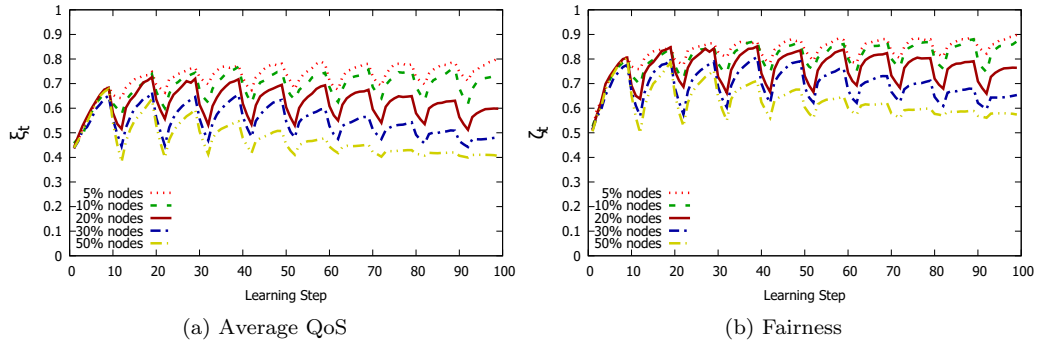 1
0.9
0.8
0.7
0.6
0.5
0.4
0.3
0.2
0.1
0
ξt
5% nodes
10% nodes
20% nodes
30% nodes
50% nodes
0 10 20 30 40 50 60 70 80 90 100
Learning Step
(a) Average QoS
1
0.9
0.8
0.7
0.6
0.5
0.4
0.3
0.2
0.1
0
ζt
5% nodes
10% nodes
20% nodes
30% nodes
50% nodes
0 10 20 30 40 50 60 70 80 90 100
Learning Step
(b) Fairness